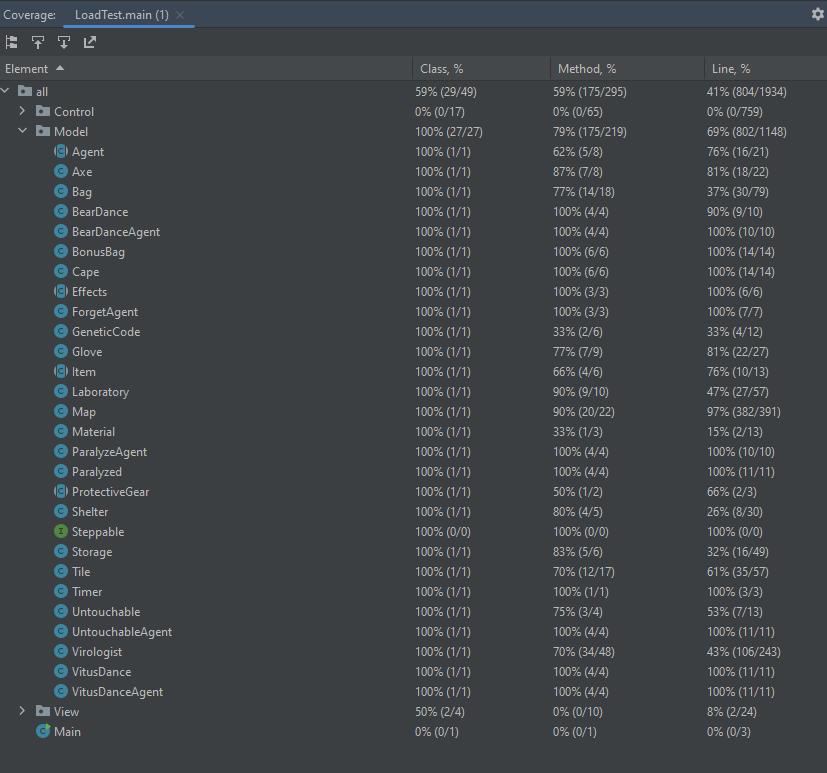 Coverage: LoadTest.main (1)
Element Class, % Method, % Line, %
all 59% (29/49) 59% (175/295) 41% (804/1934)
Control 0% (0/17) 0% (0/65) 0% (0/759)
Model 100% (27/27) 79% (175/219) 69% (802/1148)
Agent 100% (1/1) 62% (5/8) 76% (16/21)
Axe 100% (1/1) 87% (7/8) 81% (18/22)
Bag 100% (1/1) 77% (14/18) 37% (30/79)
BearDance 100% (1/1) 100% (4/4) 90% (9/10)
BearDanceAgent 100% (1/1) 100% (4/4) 100% (10/10)
BonusBag 100% (1/1) 100% (6/6) 100% (14/14)
Cape 100% (1/1) 100% (6/6) 100% (14/14)
Effects 100% (1/1) 100% (3/3) 100% (6/6)
ForgetAgent 100% (1/1) 100% (3/3) 100% (7/7)
GeneticCode 100% (1/1) 33% (2/6) 33% (4/12)
Glove 100% (1/1) 77% (7/9) 81% (22/27)
Item 100% (1/1) 66% (4/6) 76% (10/13)
Laboratory 100% (1/1) 90% (9/10) 47% (27/57)
Map 100% (1/1) 90% (20/22) 97% (382/391)
Material 100% (1/1) 33% (1/3) 15% (2/13)
ParalyzeAgent 100% (1/1) 100% (4/4) 100% (10/10)
Paralyzed 100% (1/1) 100% (4/4) 100% (11/11)
ProtectiveGear 100% (1/1) 50% (1/2) 66% (2/3)
Shelter 100% (1/1) 80% (4/5) 26% (8/30)
Steppable 100% (0/0) 100% (0/0) 100% (0/0)
Storage 100% (1/1) 83% (5/6) 32% (16/49)
Tile 100% (1/1) 70% (12/17) 61% (35/57)
Timer 100% (1/1) 100% (1/1) 100% (3/3)
Untouchable 100% (1/1) 75% (3/4) 53% (7/13)
UntouchableAgent 100% (1/1) 100% (4/4) 100% (11/11)
Virologist 100% (1/1) 70% (34/48) 43% (106/243)
VitusDance 100% (1/1) 100% (4/4) 100% (11/11)
VitusDanceAgent 100% (1/1) 100% (4/4) 100% (11/11)
View 50% (2/4) 0% (0/10) 8% (2/24)
Main 0% (0/1) 0% (0/1) 0% (0/3)